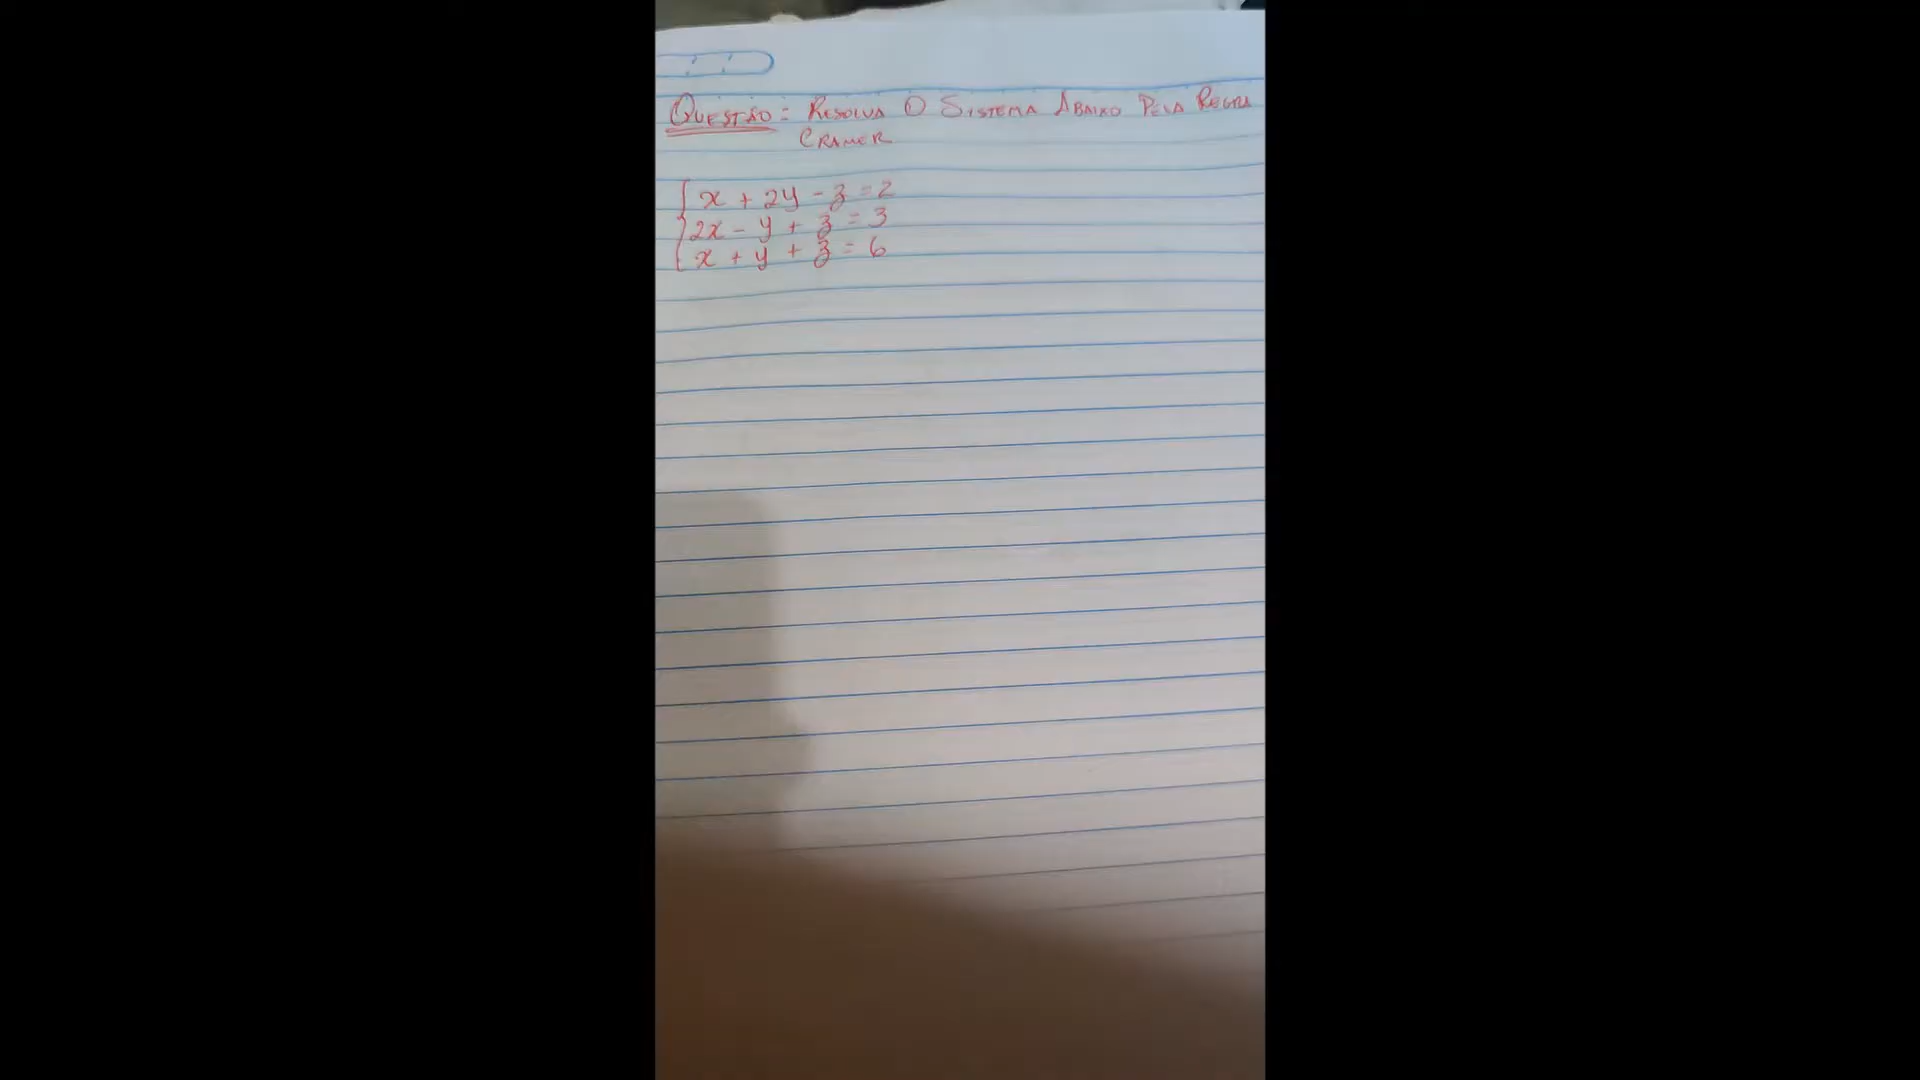 QUESTÃO: RESOLVA O SISTEMA ABAIXO PELA REGRA
CRAMER
x + 2y - z = 2
2x - y + z = 3
x + y + z = 6